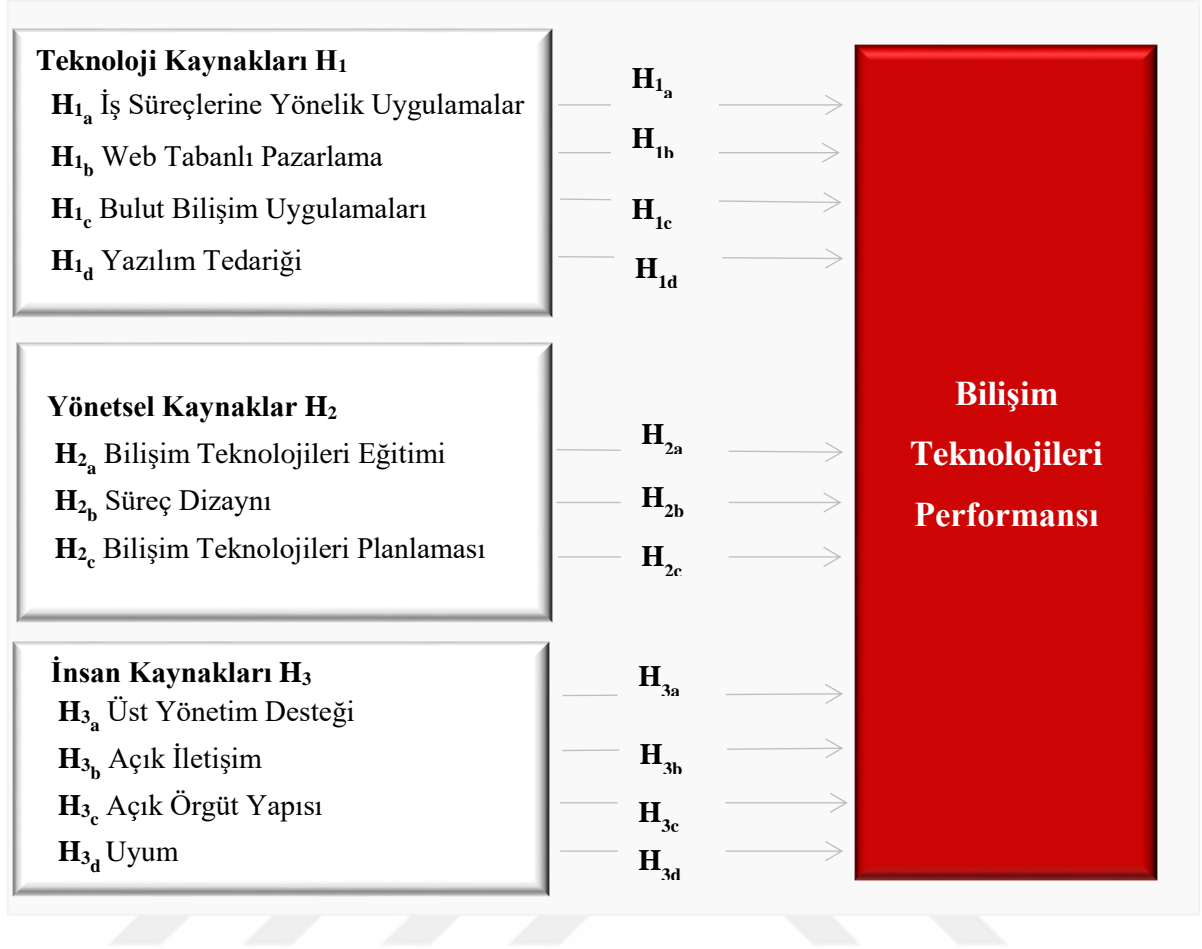 Teknoloji Kaynakları H1
H1a İş Süreçlerine Yönelik Uygulamalar
H1b Web Tabanlı Pazarlama
H1c Bulut Bilişim Uygulamaları
H1d Yazılım Tedariği
H1a
H1b
H1c
H1d
Yönetsel Kaynaklar H2
H2a Bilişim Teknolojileri Eğitimi
H2b Süreç Dizaynı
H2c Bilişim Teknolojileri Planlaması
H2a
H2b
H2c
İnsan Kaynakları H3
H3a Üst Yönetim Desteği
H3b Açık İletişim
H3c Açık Örgüt Yapısı
H3d Uyum
H3a
H3b
H3c
H3d
Bilişim
Teknolojileri
Performansı